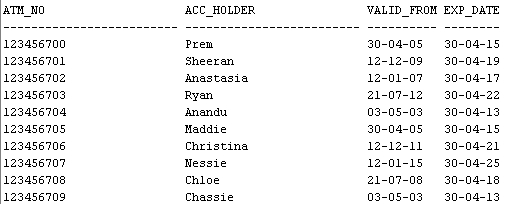 ATM_NO ACC_HOLDER VALID_FROM EXP_DATE
------------------------- ------------------------- ---------- ---------
123456700 Prem 30-04-05 30-04-15
123456701 Sheeran 12-12-09 30-04-19
123456702 Anastasia 12-01-07 30-04-17
123456703 Ryan 21-07-12 30-04-22
123456704 Anandu 03-05-03 30-04-13
123456705 Maddie 30-04-05 30-04-15
123456706 Christina 12-12-11 30-04-21
123456707 Nessie 12-01-15 30-04-25
123456708 Chloe 21-07-08 30-04-18
123456709 Chassie 03-05-03 30-04-13